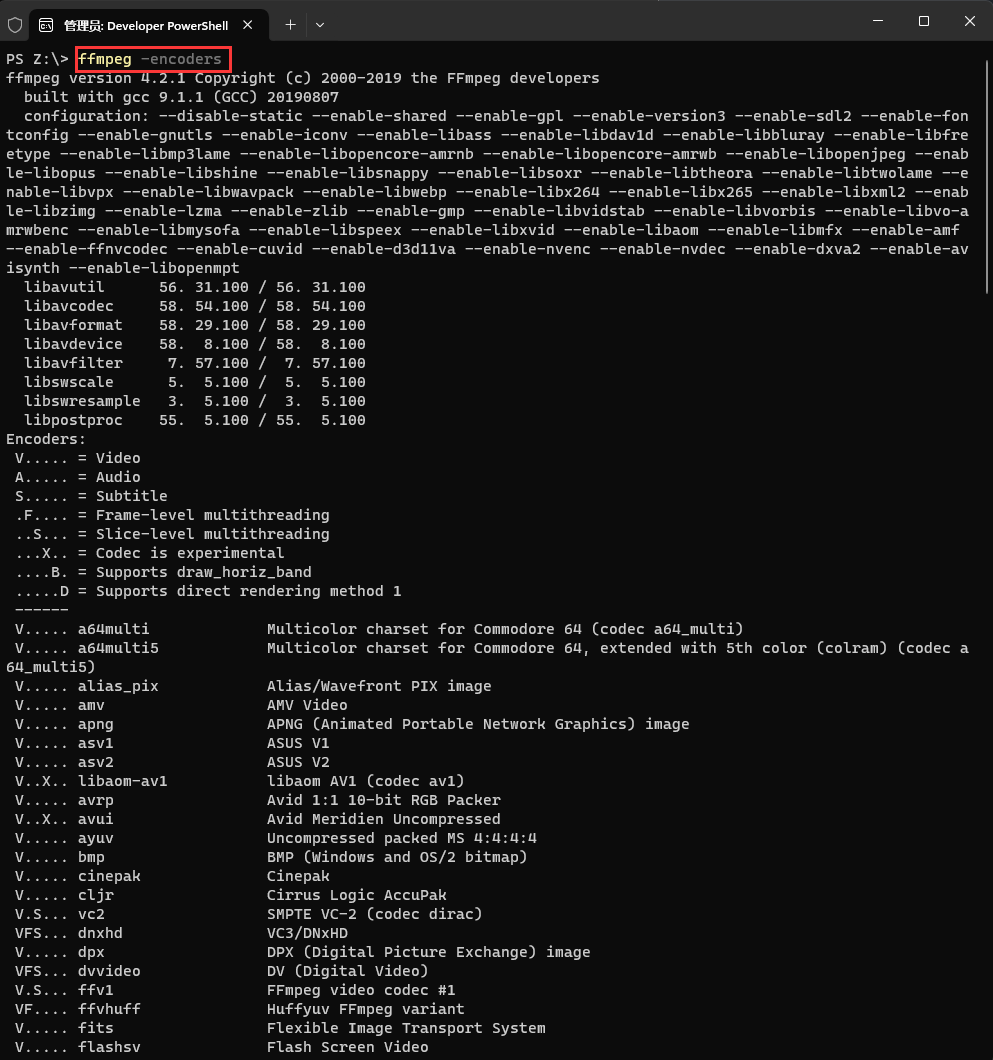 管理员: Developer PowerShell
PS Z:\> ffmpeg -encoders
ffmpeg version 4.2.1 Copyright (c) 2000-2019 the FFmpeg developers
  built with gcc 9.1.1 (GCC) 20190807
  configuration: --disable-static --enable-shared --enable-gpl --enable-version3 --enable-sdl2 --enable-fon
tconfig --enable-gnutls --enable-iconv --enable-libass --enable-libdav1d --enable-libbluray --enable-libfre
etype --enable-libmp3lame --enable-libopencore-amrnb --enable-libopencore-amrwb --enable-libopenjpeg --enab
le-libopus --enable-libshine --enable-libsnappy --enable-libsoxr --enable-libtheora --enable-libtwolame --e
nable-libvpx --enable-libwavpack --enable-libwebp --enable-libx264 --enable-libx265 --enable-libxml2 --enab
le-libzimg --enable-lzma --enable-zlib --enable-gmp --enable-libvidstab --enable-libvorbis --enable-libvo-a
mrwbenc --enable-libmysofa --enable-libspeex --enable-libxvid --enable-libaom --enable-libmfx --enable-amf
--enable-ffnvcodec --enable-cuvid --enable-d3d11va --enable-nvenc --enable-nvdec --enable-dxva2 --enable-av
isynth --enable-libopenmpt
  libavutil      56. 31.100 / 56. 31.100
  libavcodec     58. 54.100 / 58. 54.100
  libavformat    58. 29.100 / 58. 29.100
  libavdevice    58.  8.100 / 58.  8.100
  libavfilter     7. 57.100 /  7. 57.100
  libswscale      5.  5.100 /  5.  5.100
  libswresample   3.  5.100 /  3.  5.100
  libpostproc    55.  5.100 / 55.  5.100
Encoders:
 V..... = Video
 A..... = Audio
 S..... = Subtitle
 .F.... = Frame-level multithreading
 ..S... = Slice-level multithreading
 ...X.. = Codec is experimental
 ....B. = Supports draw_horiz_band
 .....D = Supports direct rendering method 1
 ------
 V..... a64multi             Multicolor charset for Commodore 64 (codec a64_multi)
 V..... a64multi5            Multicolor charset for Commodore 64, extended with 5th color (colram) (codec a
64_multi5)
 V..... alias_pix            Alias/Wavefront PIX image
 V..... amv                  AMV Video
 V..... apng                 APNG (Animated Portable Network Graphics) image
 V..... asv1                 ASUS V1
 V..... asv2                 ASUS V2
 V..X.. libaom-av1           libaom AV1 (codec av1)
 V..... avrp                 Avid 1:1 10-bit RGB Packer
 V..X.. avui                 Avid Meridien Uncompressed
 V..... ayuv                 Uncompressed packed MS 4:4:4:4
 V..... bmp                  BMP (Windows and OS/2 bitmap)
 V..... cinepak              Cinepak
 V..... cljr                 Cirrus Logic AccuPak
 V.S... vc2                  SMPTE VC-2 (codec dirac)
 VFS... dnxhd                VC3/DNxHD
 V..... dpx                  DPX (Digital Picture Exchange) image
 VFS... dvvideo              DV (Digital Video)
 V.S... ffv1                 FFmpeg video codec #1
 VF.... ffvhuff              Huffyuv FFmpeg variant
 V..... fits                 Flexible Image Transport System
 V..... flashsv              Flash Screen Video